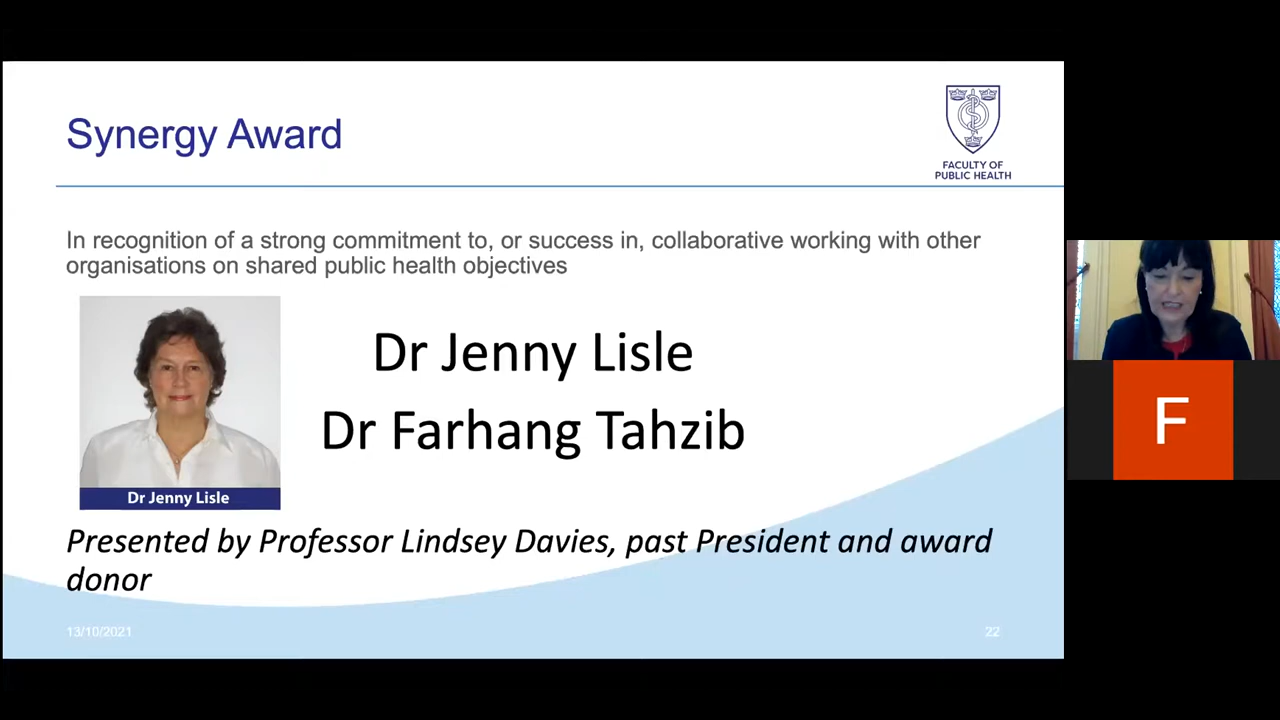 Synergy Award
FACULTY OF
PUBLIC HEALTH
In recognition of a strong commitment to, or success in, collaborative working with other
organisations on shared public health objectives
Dr Jenny Lisle
Dr Farhang Tahzib
Dr Jenny Lisle
Presented by Professor Lindsey Davies, past President and award
donor
13/10/2021
22
F